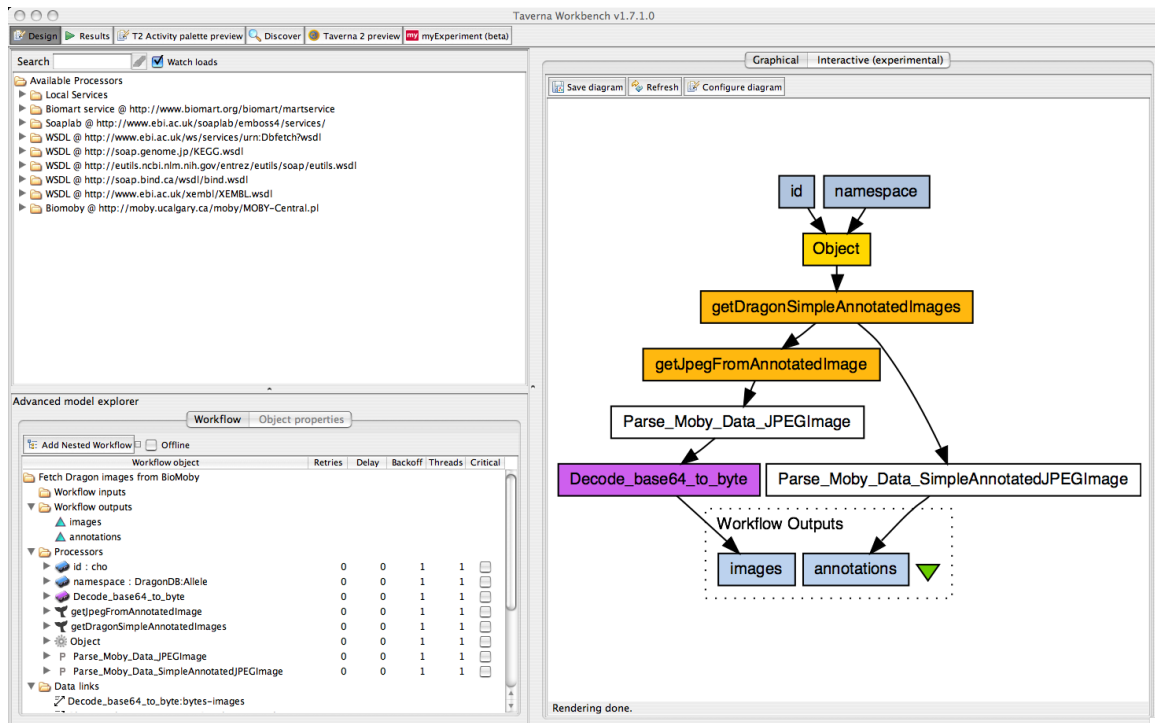 Taverna Workbench v1.7.1.0
Design Results T2 Activity palette preview Discover Taverna 2 preview my myExperiment (beta)
Search Watch loads
Available Processors
Local Services
Biomart service @ http://www.biomart.org/biomart/martservice
Soaplab @ http://www.ebi.ac.uk/soaplab/emboss4/services/
WSDL @ http://www.ebi.ac.uk/ws/services/urn:Dbfetch?wsdl
WSDL @ http://soap.genome.jp/KEGG.wsdl
WSDL @ http://eutils.ncbi.nlm.nih.gov/entrez/eutils/soap/eutils.wsdl
WSDL @ http://soap.bind.ca/wsdl/bind.wsdl
WSDL @ http://www.ebi.ac.uk/xembl/XEMBL.wsdl
Biomoby @ http://moby.ucalgary.ca/moby/MOBY-Central.pl
Advanced model explorer
Workflow Object properties
Add Nested Workflow Offline
Workflow object Retries Delay Backoff Threads Critical
Fetch Dragon images from BioMoby
Workflow inputs
Workflow outputs
images
annotations
Processors
id : cho 0 0 1 1
namespace : DragonDB:Allele 0 0 1 1
Decode_base64_to_byte 0 0 1 1
getJpegFromAnnotatedImage 0 0 1 1
getDragonSimpleAnnotatedImages 0 0 1 1
Object 0 0 1 1
P Parse_Moby_Data_JPEGImage 0 0 1 1
P Parse_Moby_Data_SimpleAnnotatedJPEGImage 0 0 1 1
Data links
Decode_base64_to_byte:bytes-images
Graphical Interactive (experimental)
Save diagram Refresh Configure diagram
id namespace
Object
getDragonSimpleAnnotatedImages
getJpegFromAnnotatedImage
Parse_Moby_Data_JPEGImage
Decode_base64_to_byte Parse_Moby_Data_SimpleAnnotatedJPEGImage
Workflow Outputs
images annotations
Rendering done.